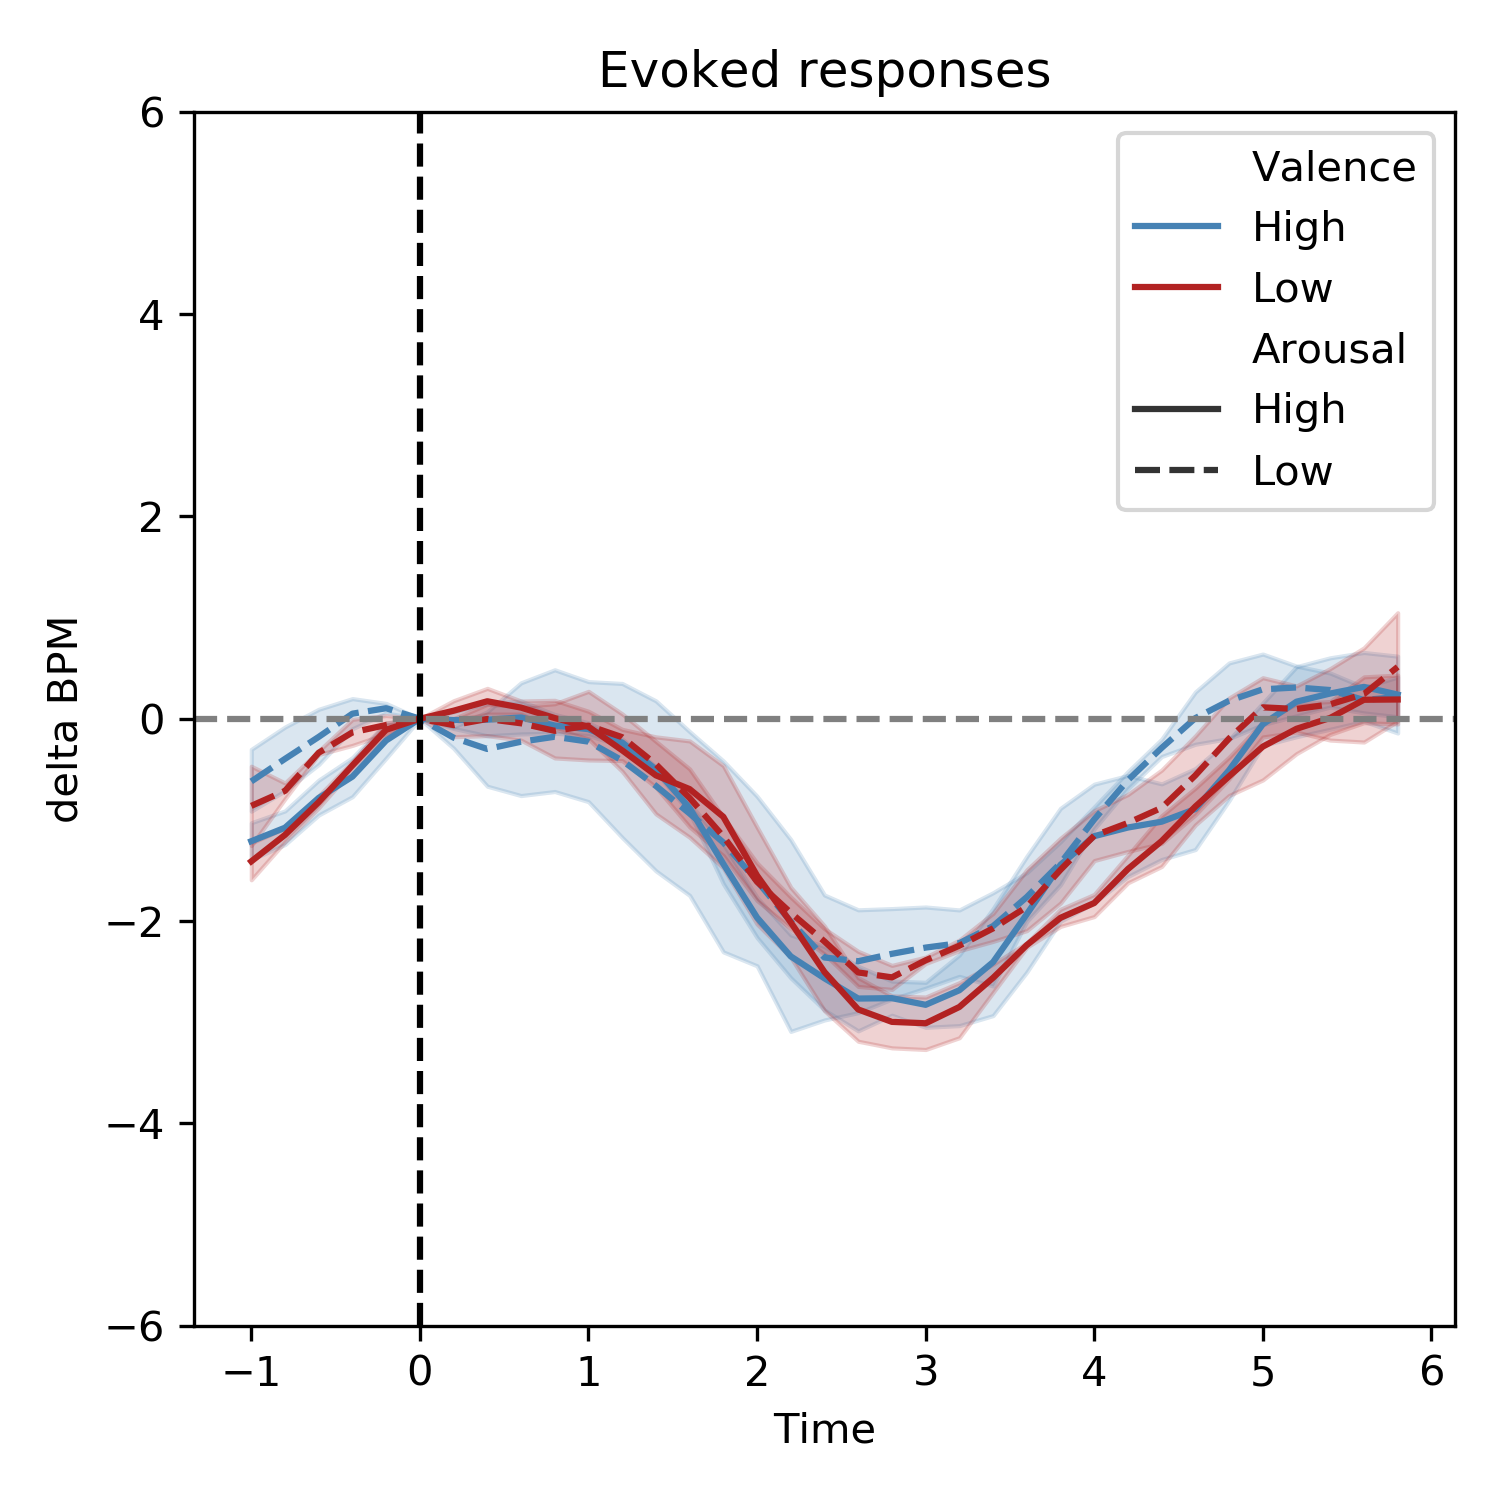 Evoked responses
6
4
2
0
−2
−4
−6
delta BPM
Valence
High
Low
Arousal
High
Low
−1 0 1 2 3 4 5 6
Time